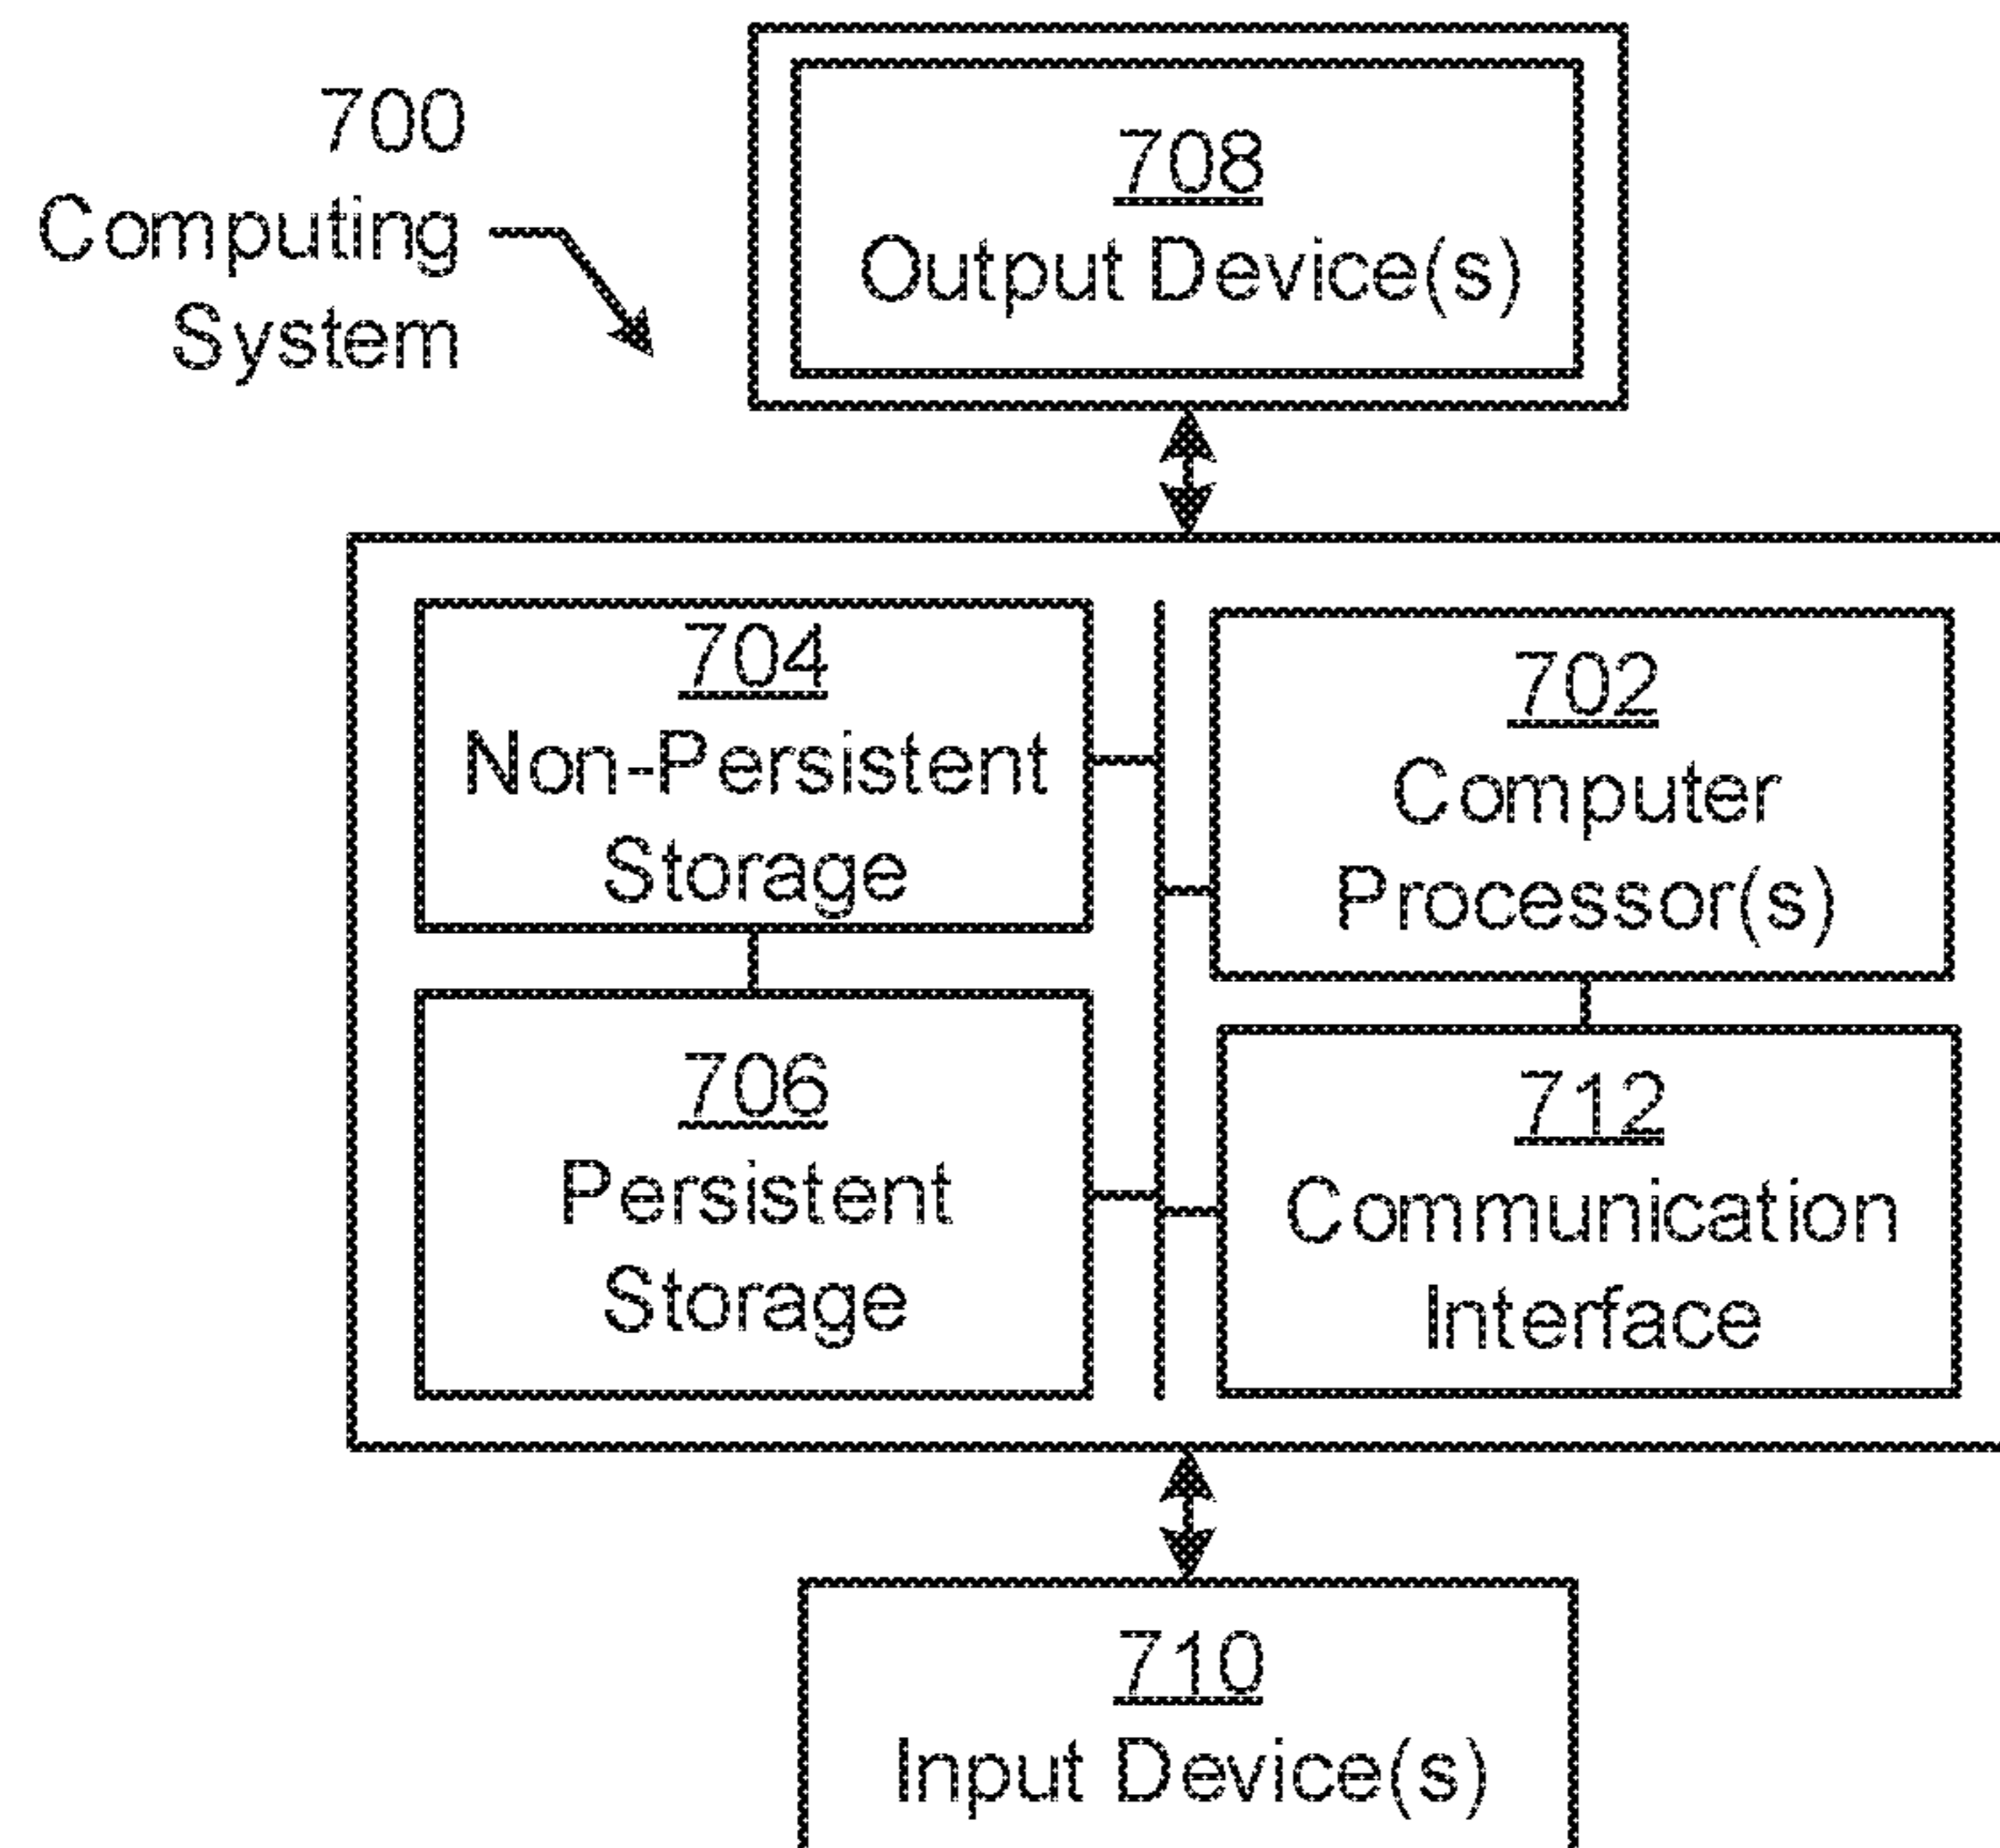 700
Computing
System
708
Output Device(s)
704
Non-Persistent
Storage
702
Computer
Processor(s)
706
Persistent
Storage
712
Communication
Interface
710
Input Device(s)